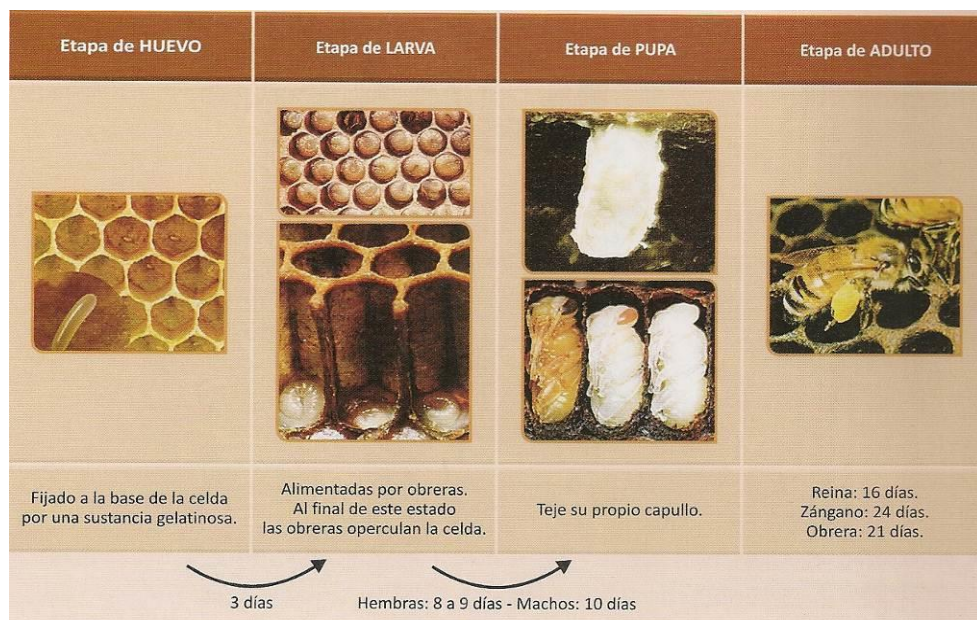 Etapa de HUEVO
Etapa de LARVA
Etapa de PUPA
Etapa de ADULTO
Fijado a la base de la celda
por una sustancia gelatinosa.
Alimentadas por obreras.
Al final de este estado
las obreras operculan la celda.
Teje su propio capullo.
Reina: 16 días.
Zángano: 24 días.
Obrera: 21 días.
3 días
Hembras: 8 a 9 días - Machos: 10 días